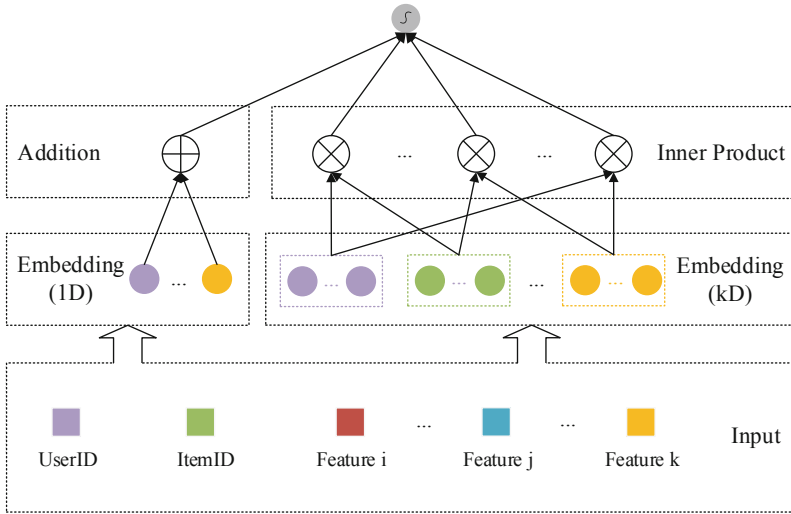 ∫
Addition
...
...
Inner Product
Embedding
(1D)
...
...
...
...
...
Embedding
(kD)
...
...
Input
UserID
ItemID
Feature i
Feature j
Feature k